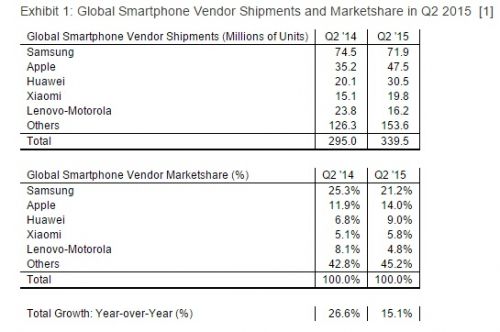 Exhibit 1: Global Smartphone Vendor Shipments and Marketshare in Q2 2015 [1]
Global Smartphone Vendor Shipments (Millions of Units) Q2 '14 Q2 '15
Samsung 74.5 71.9
Apple 35.2 47.5
Huawei 20.1 30.5
Xiaomi 15.1 19.8
Lenovo-Motorola 23.8 16.2
Others 126.3 153.6
Total 295.0 339.5
Global Smartphone Vendor Marketshare (%) Q2 '14 Q2 '15
Samsung 25.3% 21.2%
Apple 11.9% 14.0%
Huawei 6.8% 9.0%
Xiaomi 5.1% 5.8%
Lenovo-Motorola 8.1% 4.8%
Others 42.8% 45.2%
Total 100.0% 100.0%
Total Growth: Year-over-Year (%) 26.6% 15.1%